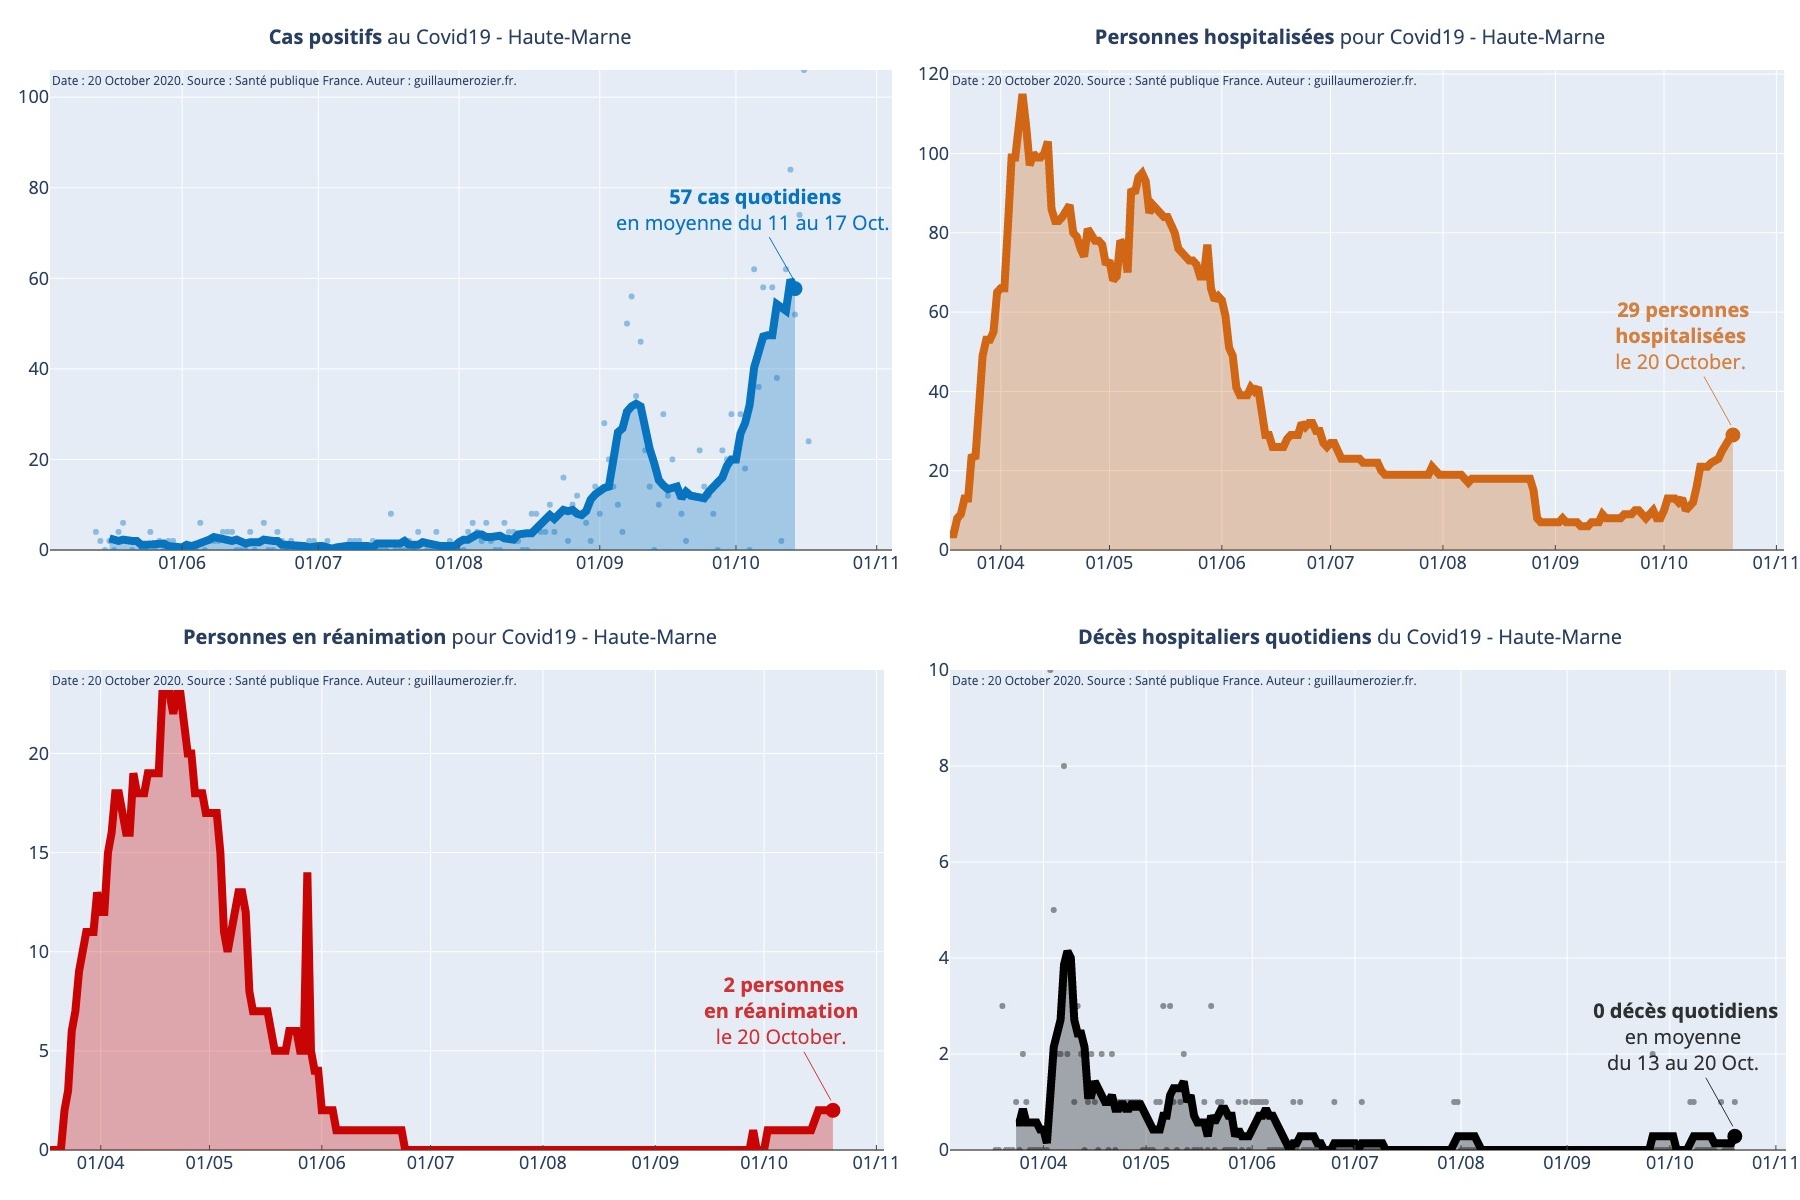 Cas positifs au Covid19 - Haute-Marne
Date : 20 October 2020. Source : Santé publique France. Auteur : guillaumerozier.fr.
100
80
60
40
20
0
57 cas quotidiens
en moyenne du 11 au 17 Oct.
01/06 01/07 01/08 01/09 01/10 01/11
Personnes hospitalisées pour Covid19 - Haute-Marne
Date : 20 October 2020. Source : Santé publique France. Auteur : guillaumerozier.fr.
120
100
80
60
40
20
0
29 personnes
hospitalisées
le 20 October.
01/04 01/05 01/06 01/07 01/08 01/09 01/10 01/11
Personnes en réanimation pour Covid19 - Haute-Marne
Date : 20 October 2020. Source : Santé publique France. Auteur : guillaumerozier.fr.
20
15
10
5
0
2 personnes
en réanimation
le 20 October.
01/04 01/05 01/06 01/07 01/08 01/09 01/10 01/11
Décès hospitaliers quotidiens du Covid19 - Haute-Marne
Date : 20 October 2020. Source : Santé publique France. Auteur : guillaumerozier.fr.
10
8
6
4
2
0
0 décès quotidiens
en moyenne
du 13 au 20 Oct.
01/04 01/05 01/06 01/07 01/08 01/09 01/10 01/11